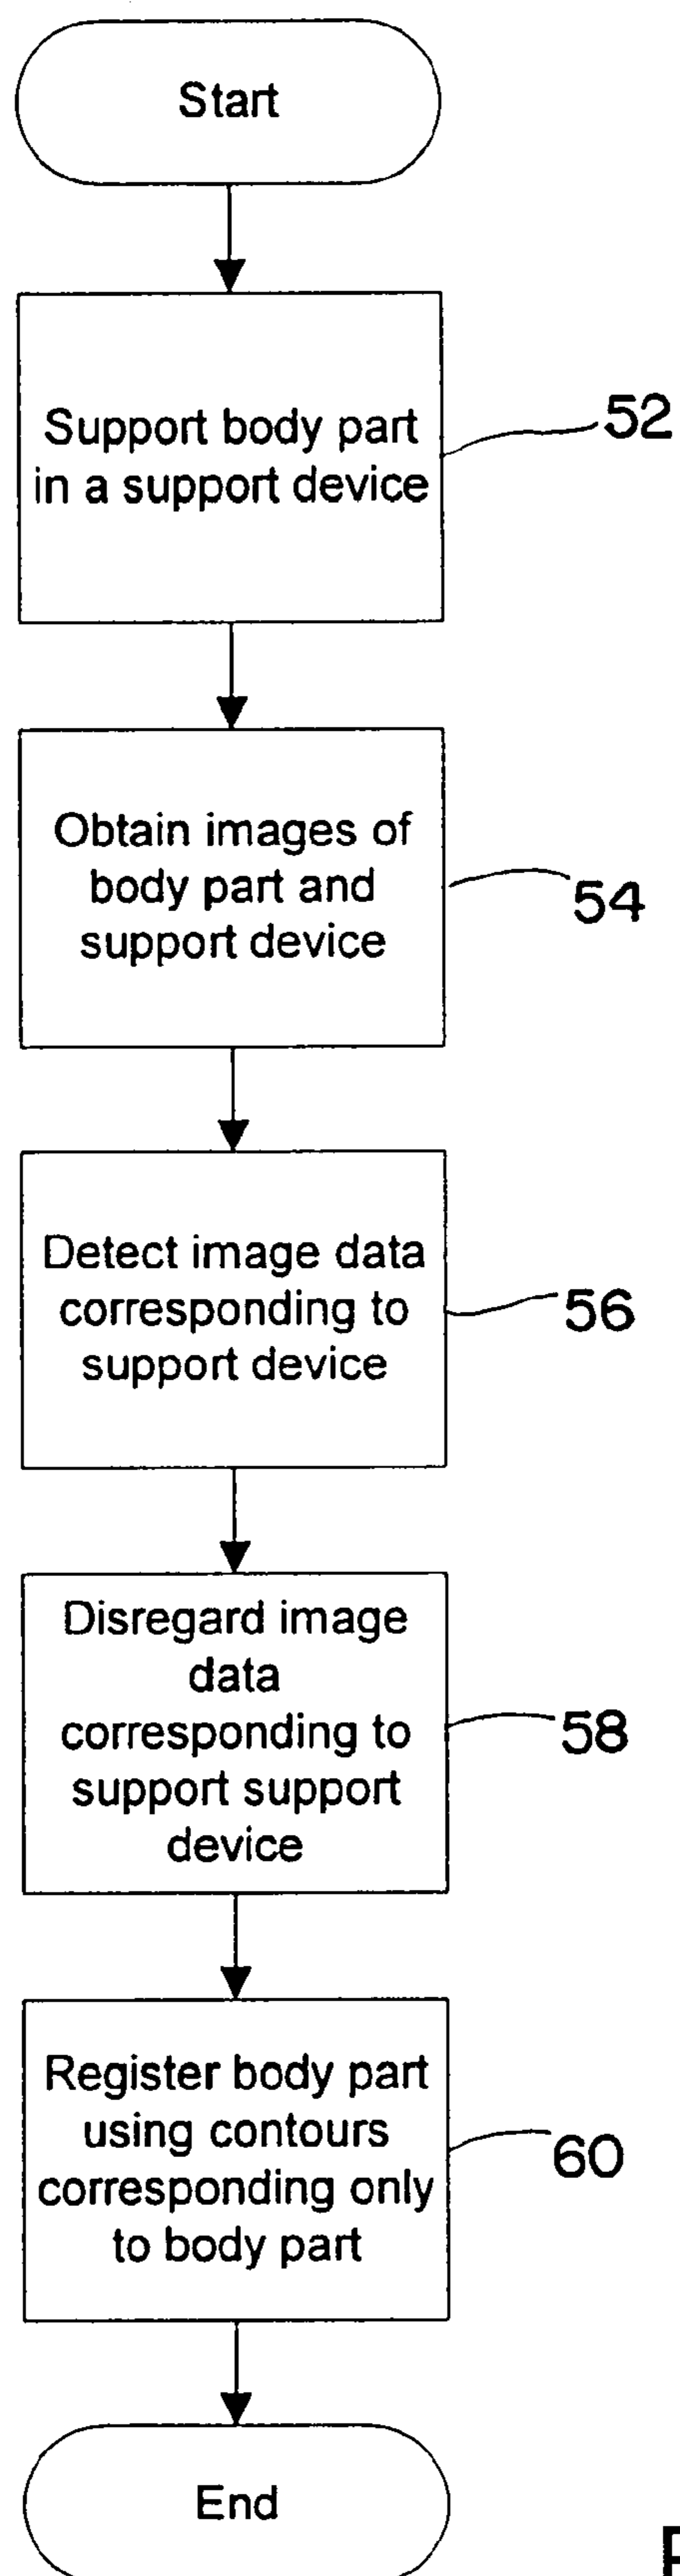 Start
Support body part
in a support device
52
Obtain images of
body part and
support device
54
Detect image data
corresponding to
support device
56
Disregard image
data
corresponding to
support support
device
58
Register body part
using contours
corresponding only
to body part
60
End